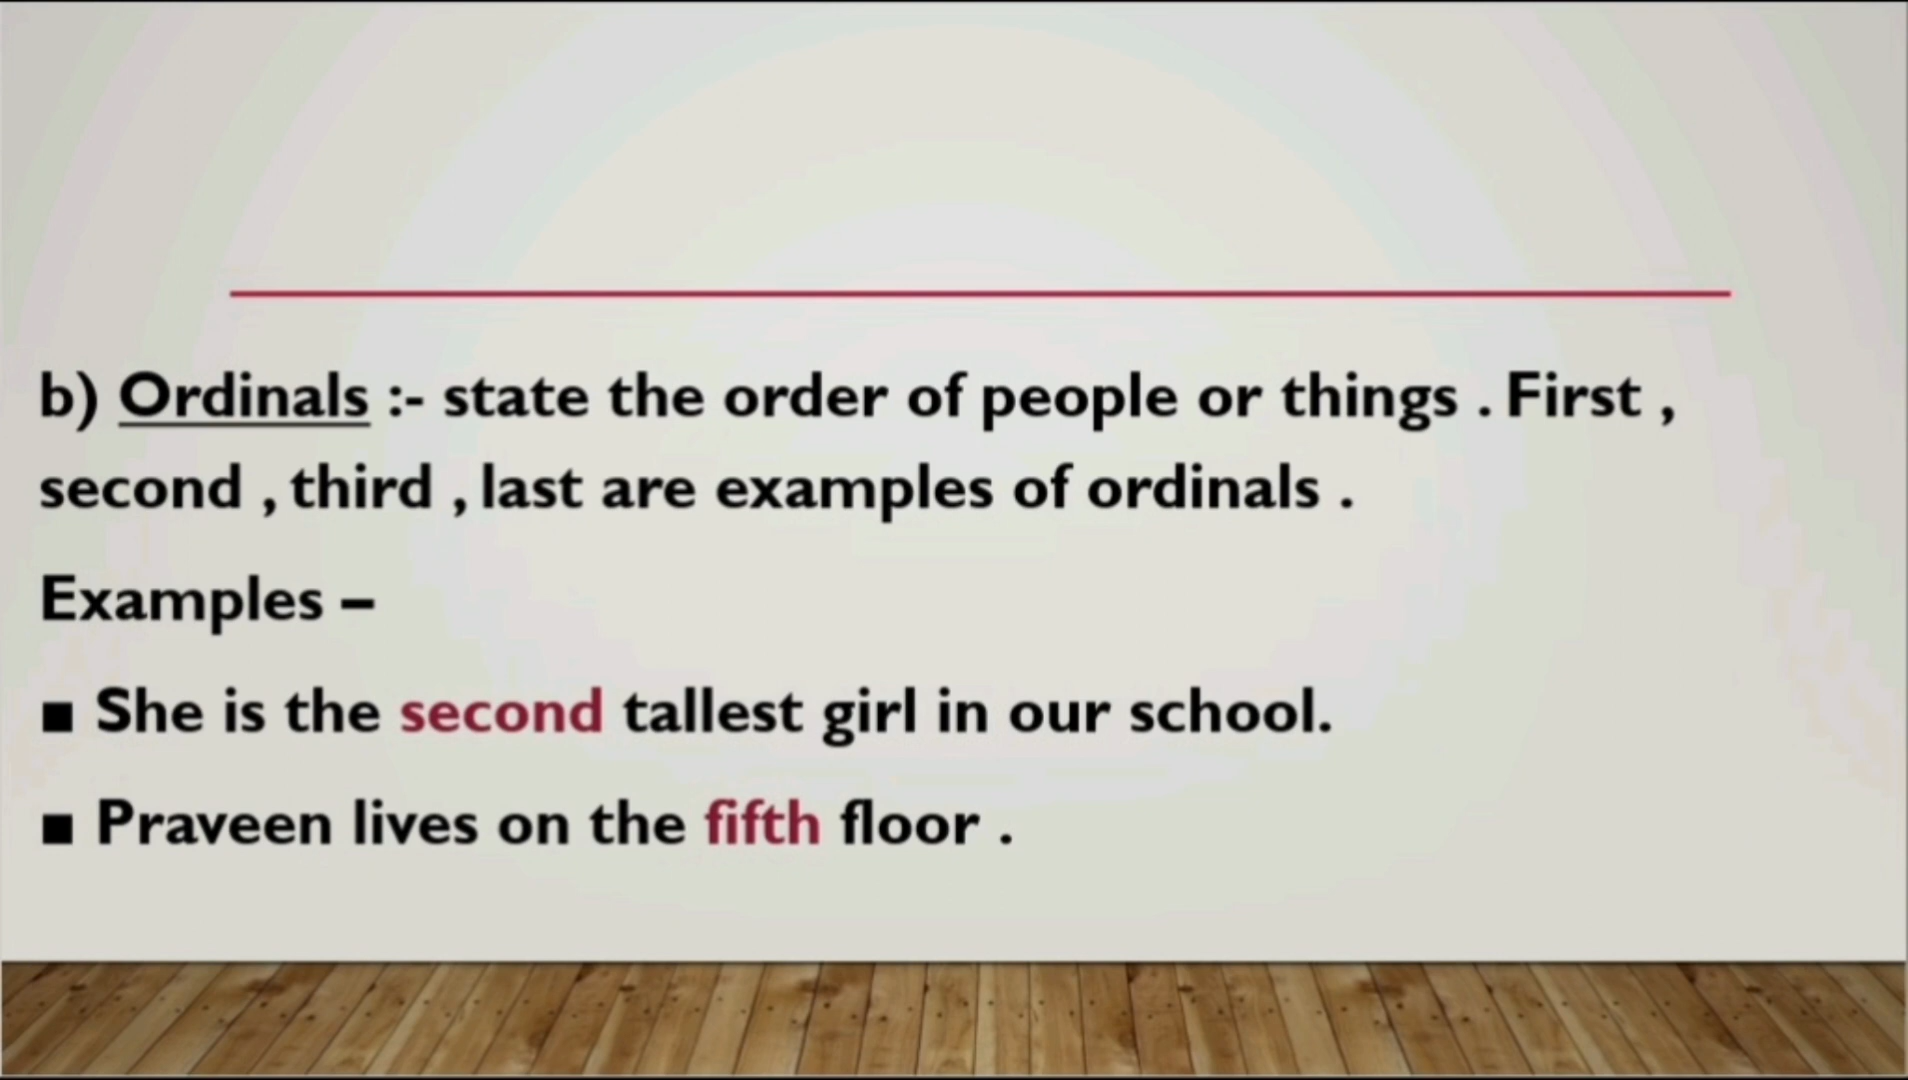 b) Ordinals :- state the order of people or things . First ,
second , third , last are examples of ordinals .
Examples –
▪ She is the second tallest girl in our school.
▪ Praveen lives on the fifth floor .